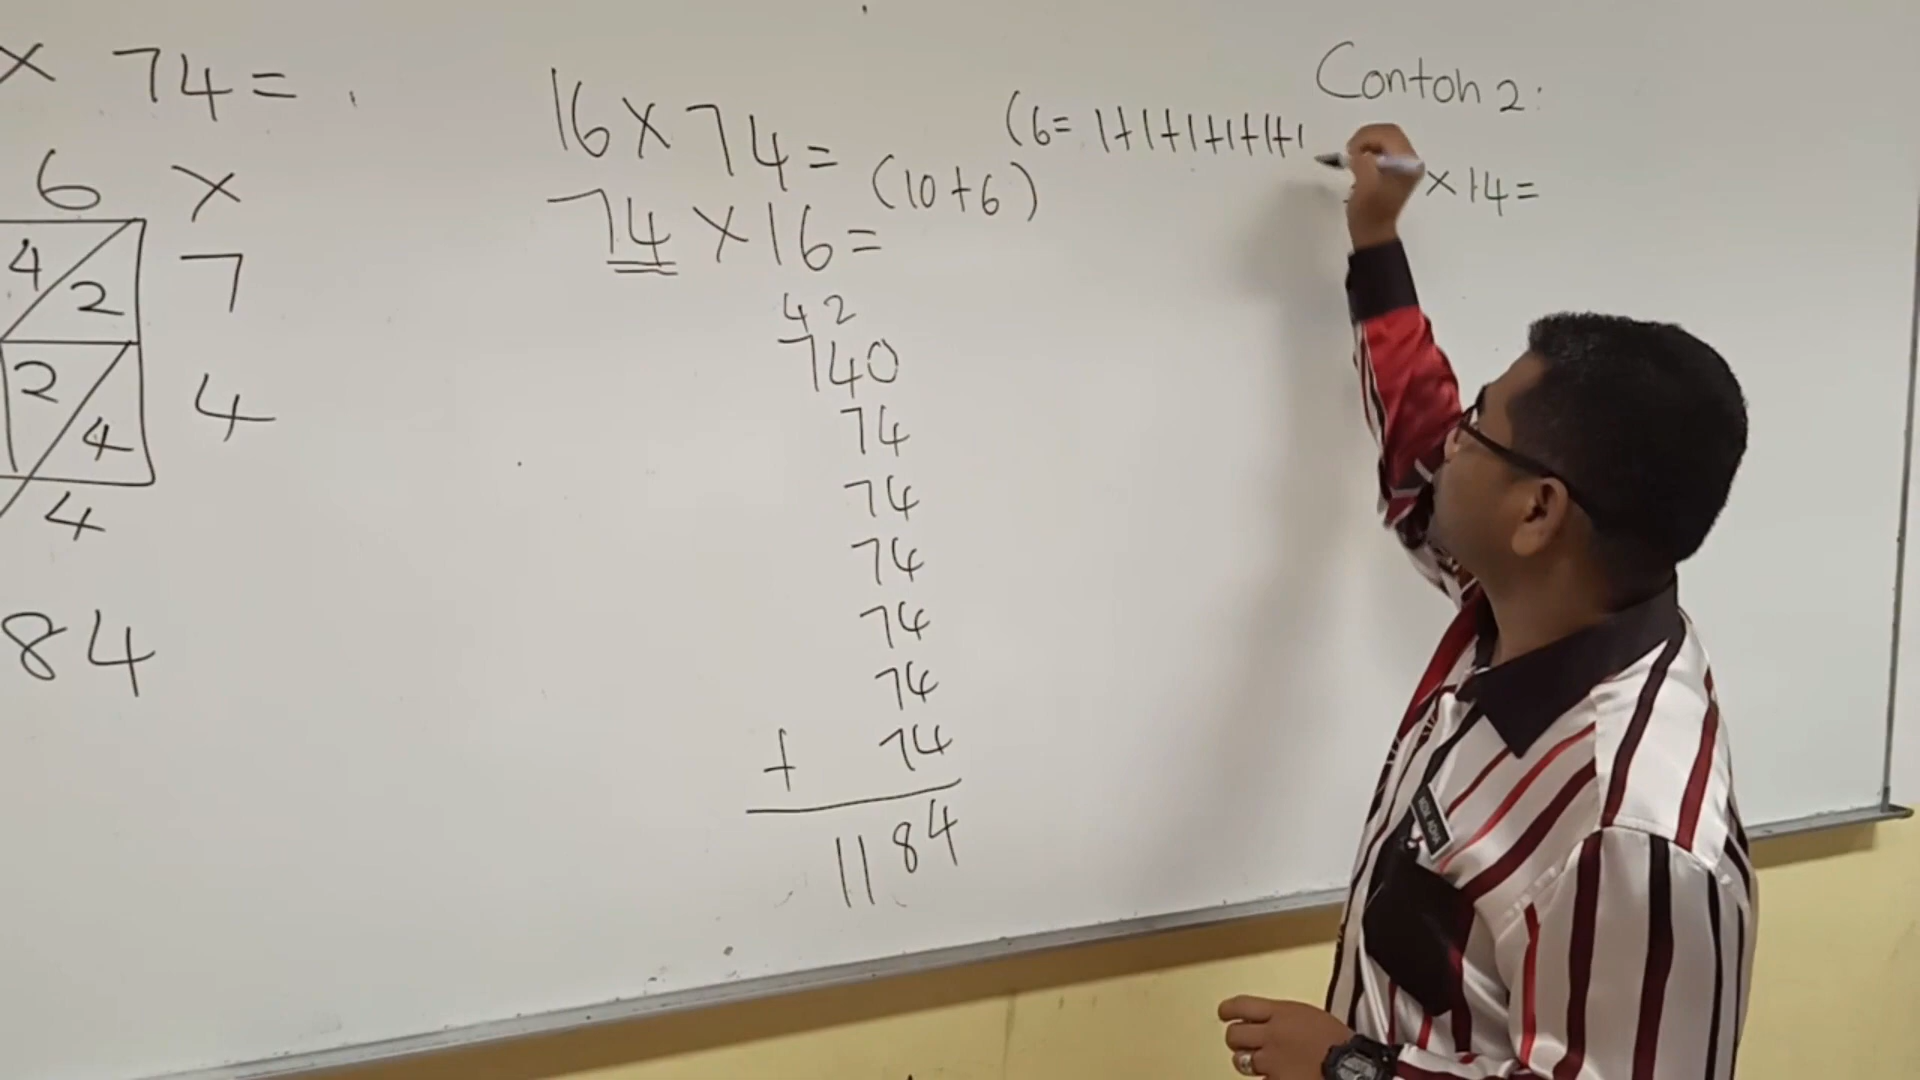 × 74 =
6 ×
4 2 7
2 4 4
4
84
16 × 74 =
(10+6)
74 × 16 =
42
740
74
74
74
74
74
+ 74
1184
(6= 1+1+1+1+1+1
Contoh 2:
×14=